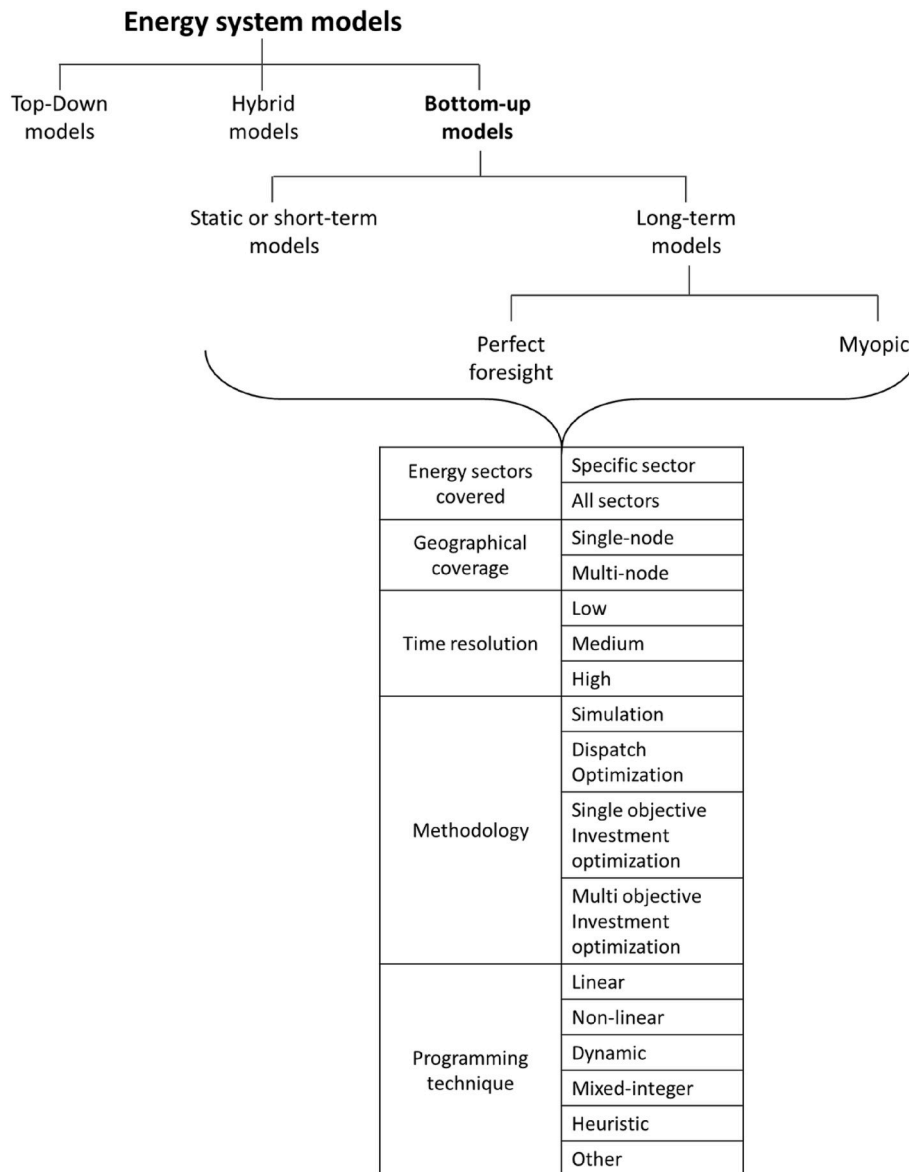 Energy system models
Top-Down
models
Hybrid
models
Bottom-up
models
Static or short-term
models
Long-term
models
Perfect
foresight
Myopic
Energy sectors
covered
Specific sector
All sectors
Geographical
coverage
Single-node
Multi-node
Time resolution
Low
Medium
High
Methodology
Simulation
Dispatch
Optimization
Single objective
Investment
optimization
Multi objective
Investment
optimization
Programming
technique
Linear
Non-linear
Dynamic
Mixed-integer
Heuristic
Other